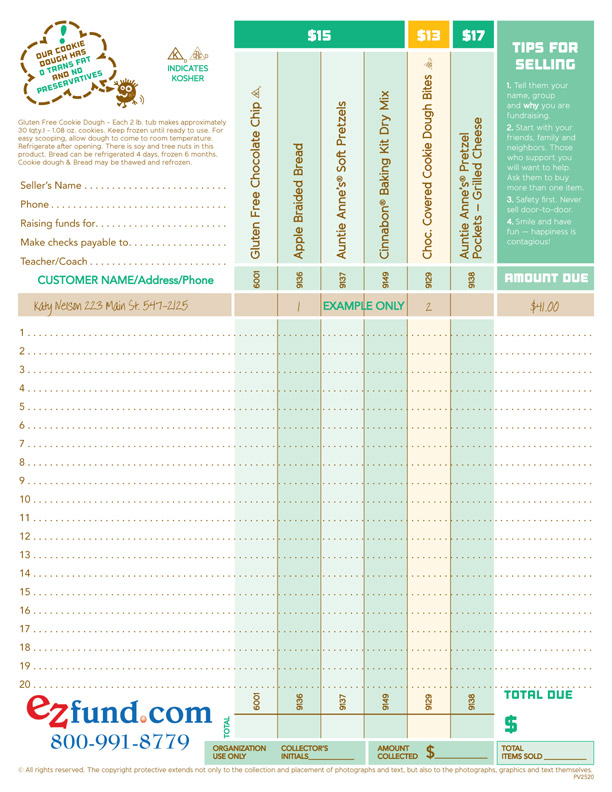 !
OUR COOKIE
DOUGH HAS
0 TRANS FAT
AND NO
PRESERVATIVES
INDICATES
KOSHER
Gluten Free Cookie Dough - Each 2 lb. tub makes approximately
30 (qty.) - 1.08 oz. cookies. Keep frozen until ready to use. For
easy scooping, allow dough to come to room temperature.
Refrigerate after opening. There is soy and tree nuts in this
product. Bread can be refrigerated 4 days, frozen 6 months.
Cookie dough & Bread may be thawed and refrozen.
Seller's Name
Phone
Raising funds for
Make checks payable to
Teacher/Coach
CUSTOMER NAME/Address/Phone
$15
$13
$17
Gluten Free Chocolate Chip
Apple Braided Bread
Auntie Anne's® Soft Pretzels
Cinnabon® Baking Kit Dry Mix
Choc. Covered Cookie Dough Bites
Auntie Anne's® Pretzel
Pockets – Grilled Cheese
6001 9136 9137 9149 9129 9138
TIPS FOR
SELLING
1. Tell them your
name, group
and why you are
fundraising.
2. Start with your
friends, family and
neighbors. Those
who support you
will want to help.
Ask them to buy
more than one item.
3. Safety first. Never
sell door-to-door.
4. Smile and have
fun — happiness is
contagious!
AMOUNT DUE
Katy Nelson 223 Main St. 547-2125 1 EXAMPLE ONLY 2 $41.00
1
2
3
4
5
6
7
8
9
10
11
12
13
14
15
16
17
18
19
20
ezfund.com
800-991-8779
TOTAL
6001 9136 9137 9149 9129 9138
TOTAL DUE
$
ORGANIZATION
USE ONLY
COLLECTOR'S
INITIALS
AMOUNT
COLLECTED $
TOTAL
ITEMS SOLD
© All rights reserved. The copyright protective extends not only to the collection and placement of photographs and text, but also to the photographs, graphics and text themselves.
PV2520